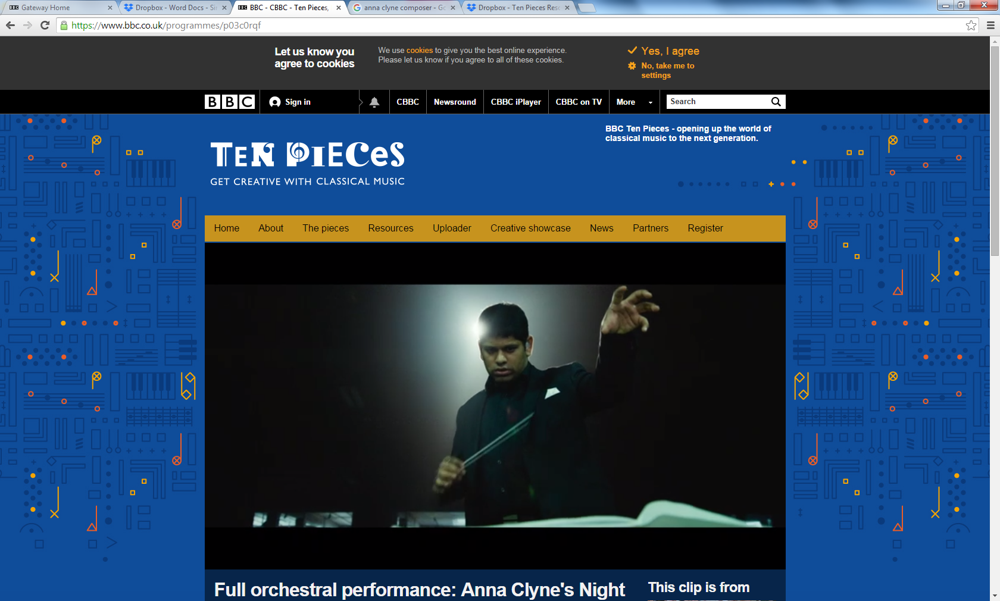 Gateway Home
Dropbox - Word Docs - Si
BBC - CBBC - Ten Pieces,
anna clyne composer - Go
Dropbox - Ten Pieces Res
https://www.bbc.co.uk/programmes/p03c0rqf
Let us know you
agree to cookies
We use cookies to give you the best online experience.
Please let us know if you agree to all of these cookies.
Yes, I agree
No, take me to
settings
BBC
Sign in
CBBC
Newsround
CBBC iPlayer
CBBC on TV
More
Search
BBC Ten Pieces - opening up the world of
classical music to the next generation.
TEN PIECES
GET CREATIVE WITH CLASSICAL MUSIC
Home
About
The pieces
Resources
Uploader
Creative showcase
News
Partners
Register
Full orchestral performance: Anna Clyne's Night
This clip is from